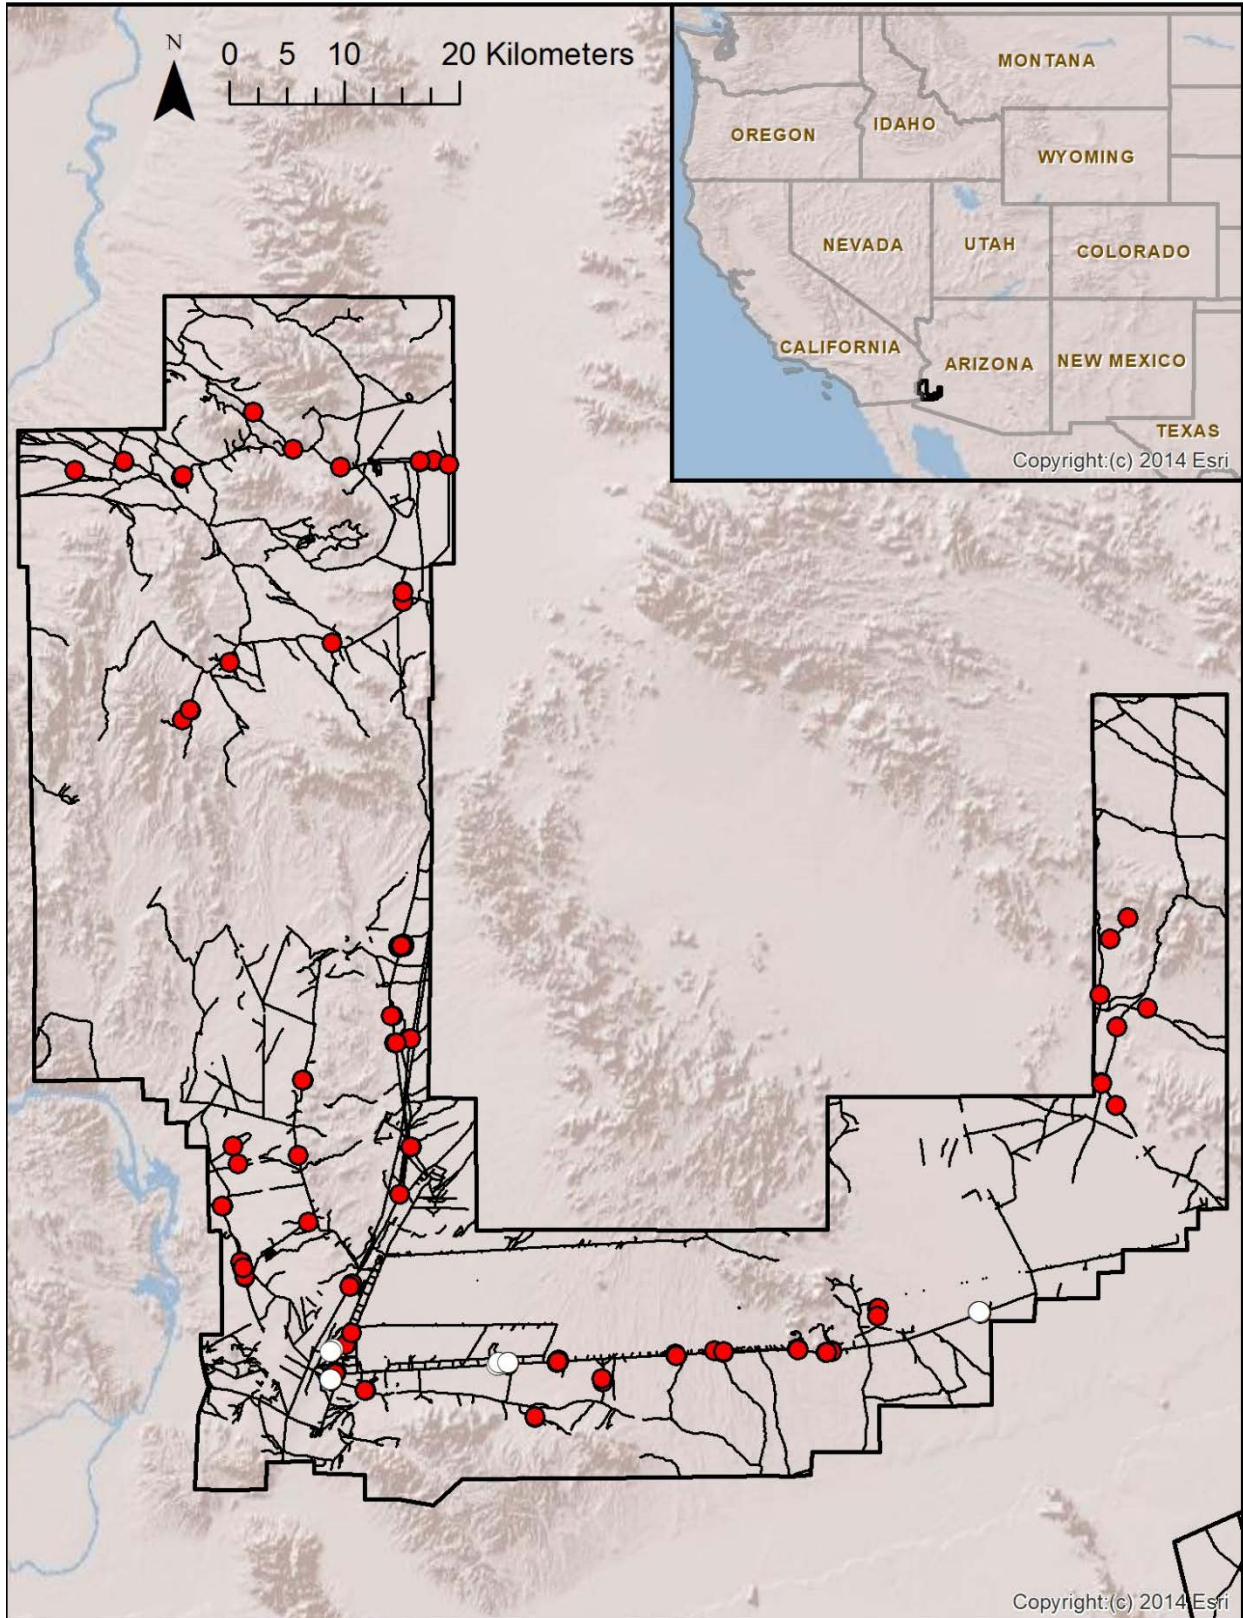 N
0 5 10 20 Kilometers
MONTANA
OREGON
IDAHO
WYOMING
NEVADA
UTAH
COLORADO
CALIFORNIA
ARIZONA
NEW MEXICO
TEXAS
Copyright:(c) 2014 Esri
Copyright:(c) 2014 Esri